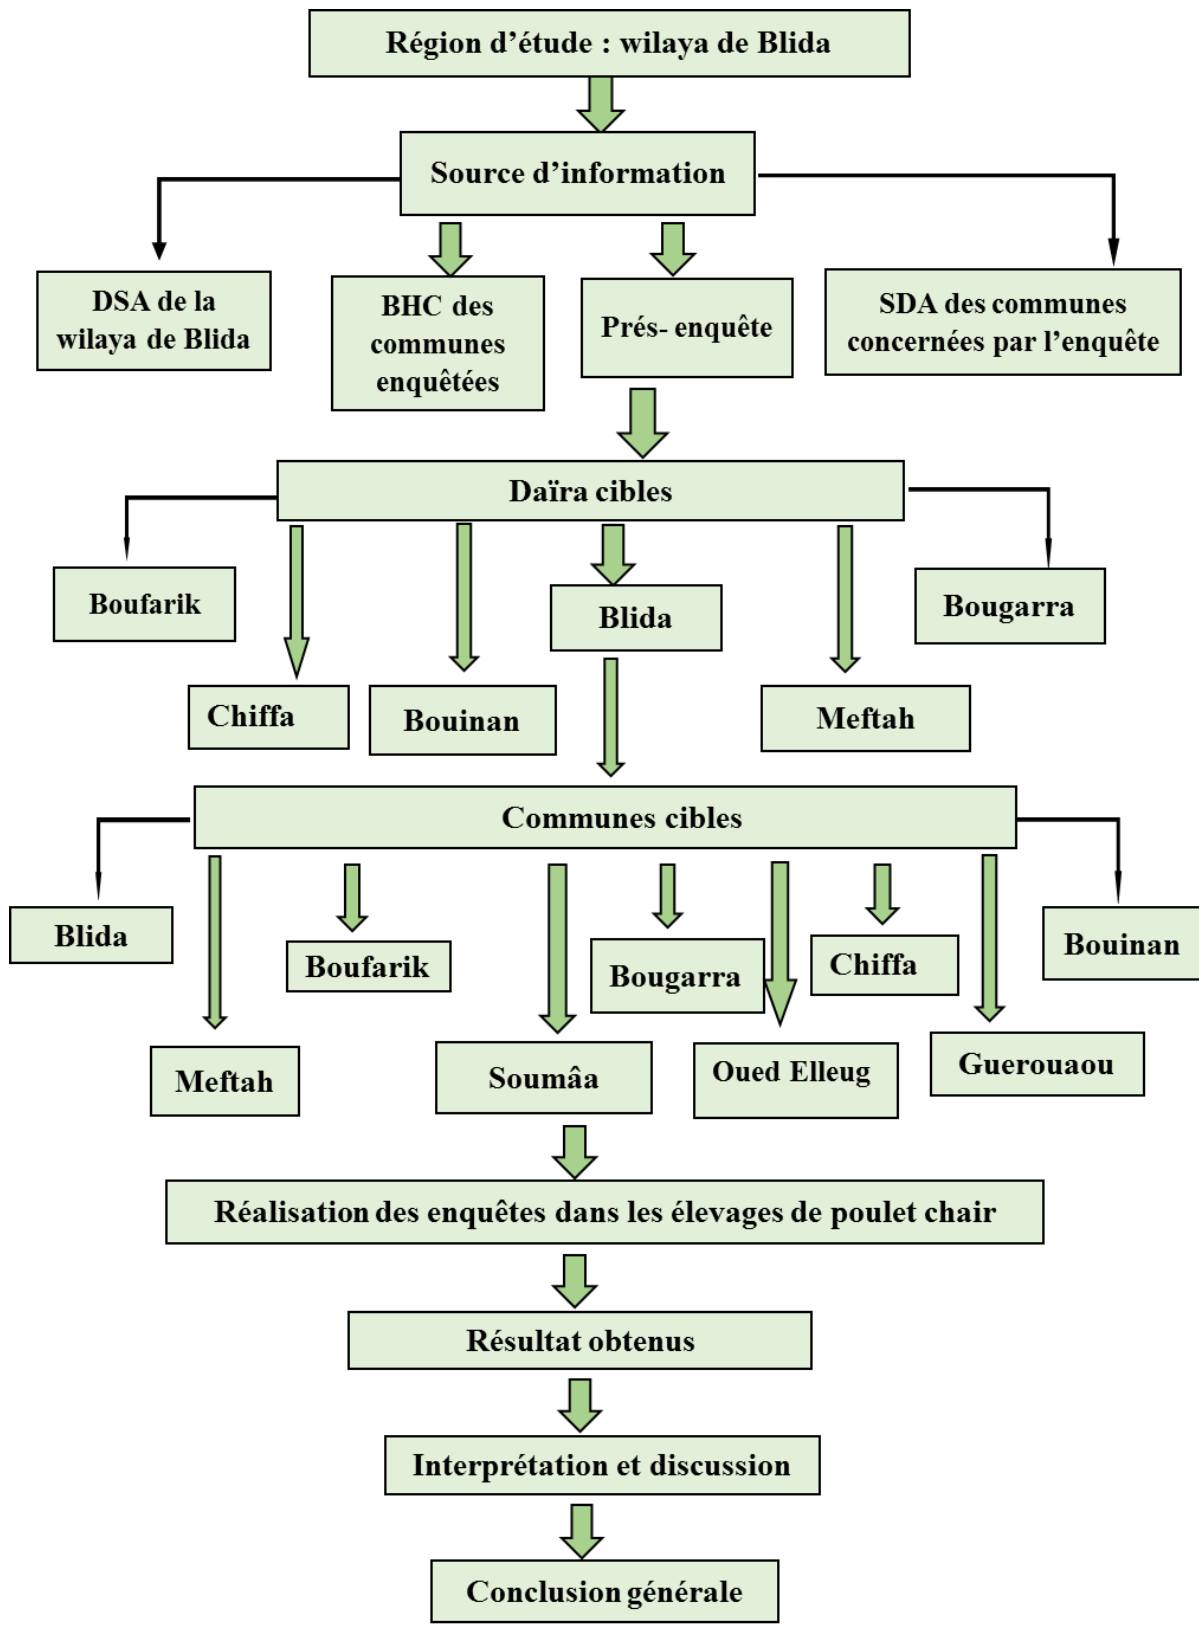 Région d’étude : wilaya de Blida
Source d’information
DSA de la
wilaya de Blida
BHC des
communes
enquêtées
Prés- enquête
SDA des communes
concernées par l’enquête
Daïra cibles
Boufarik
Chiffa
Bouinan
Blida
Meftah
Bougarra
Communes cibles
Blida
Meftah
Boufarik
Soumâa
Bougarra
Oued Elleug
Chiffa
Guerouaou
Bouinan
Réalisation des enquêtes dans les élevages de poulet chair
Résultat obtenus
Interprétation et discussion
Conclusion générale